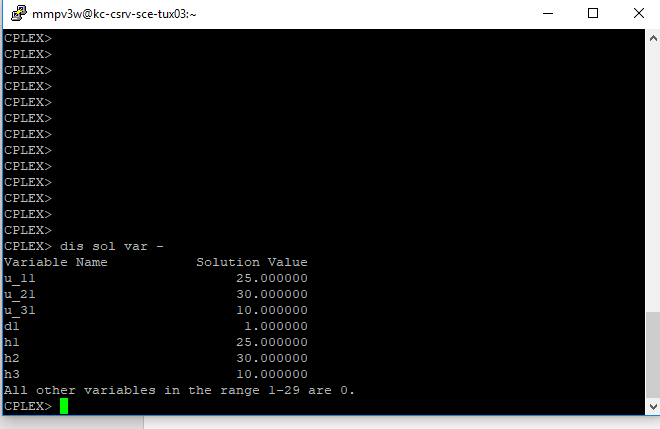 mmpv3w@kc-csrv-sce-tux03:~
CPLEX>
CPLEX>
CPLEX>
CPLEX>
CPLEX>
CPLEX>
CPLEX>
CPLEX>
CPLEX>
CPLEX>
CPLEX>
CPLEX>
CPLEX>
CPLEX> dis sol var -
Variable Name Solution Value
u_11 25.000000
u_21 30.000000
u_31 10.000000
d1 1.000000
h1 25.000000
h2 30.000000
h3 10.000000
All other variables in the range 1-29 are 0.
CPLEX>